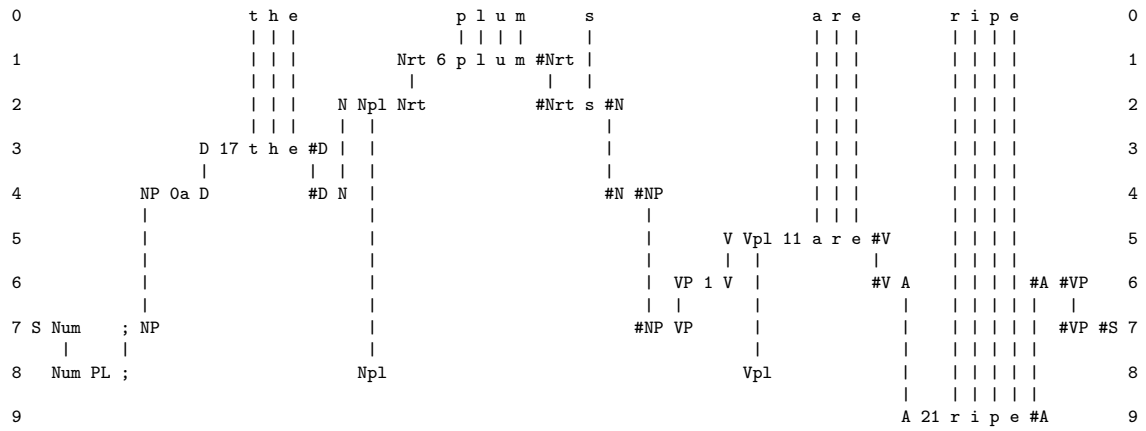 0 t h e p l u m s a r e r i p e 0
1 Nrt 6 p l u m #Nrt 1
2 N Npl Nrt #Nrt s #N 2
3 D 17 t h e #D 3
4 NP 0a D #D N #N #NP 4
5 V Vpl 11 a r e #V 5
6 VP 1 V #V A #A #VP 6
7 S Num ; NP #NP VP #VP #S 7
8 Num PL ; Npl Vpl 8
9 A 21 r i p e #A 9